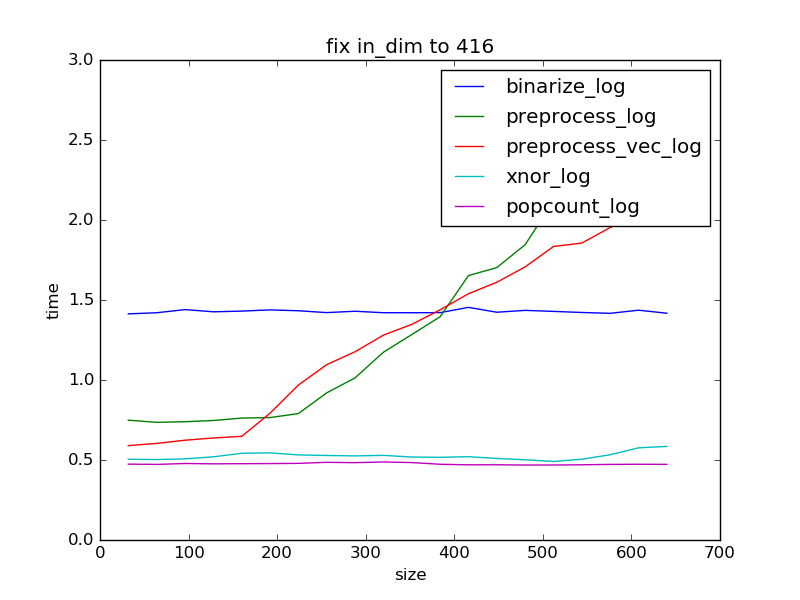 fix in_dim to 416
3.0
2.5
2.0
1.5
1.0
0.5
0.0
time
binarize_log
preprocess_log
preprocess_vec_log
xnor_log
popcount_log
0 100 200 300 400 500 600 700
size